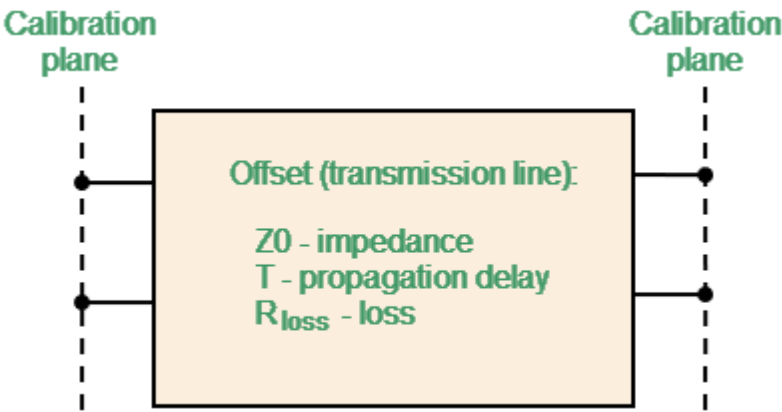 Calibration
plane
Calibration
plane
Offset (transmission line):
Z0 - impedance
T - propagation delay
Rloss - loss